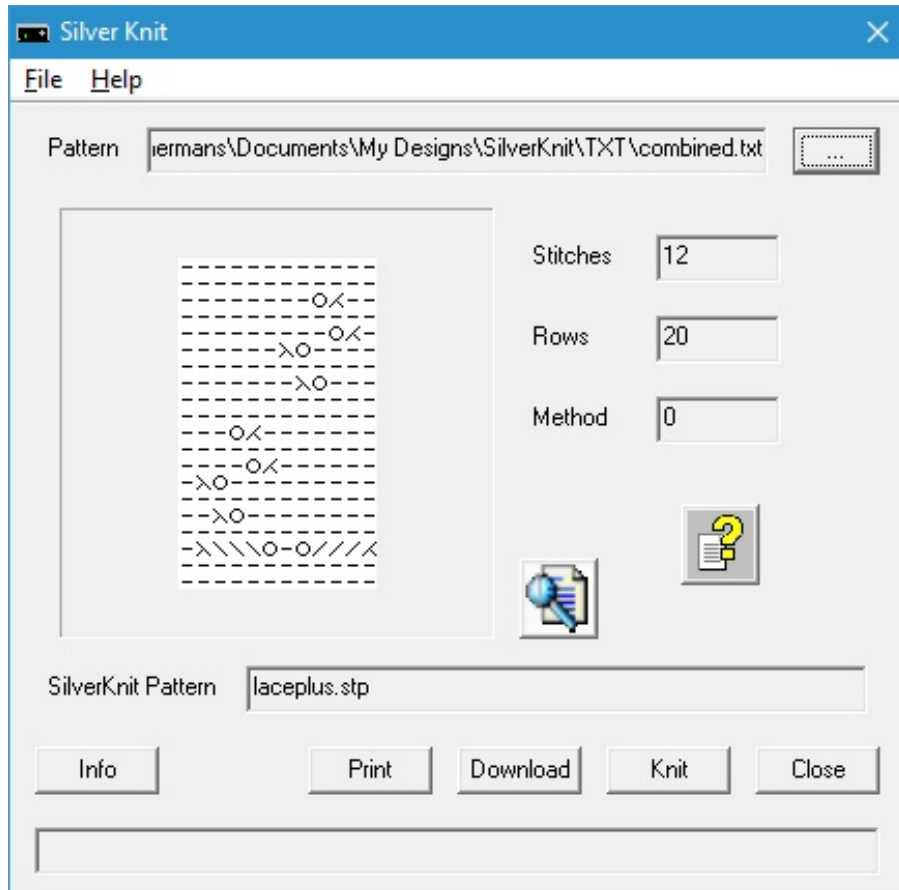 Silver Knit
File Help
Pattern iermans\Documents\My Designs\SilverKnit\TXT\combined.txt ...
------------
------------
--------O⋌--
------------
---------O⋌-
------⋋O----
------------
-------⋋O---
------------
------------
---O⋌-------
------------
----O⋌------
-⋋O---------
------------
--⋋O--------
------------
-⋋\\\O-O///⋌
------------
------------
Stitches 12
Rows 20
Method 0
SilverKnit Pattern laceplus.stp
Info Print Download Knit Close